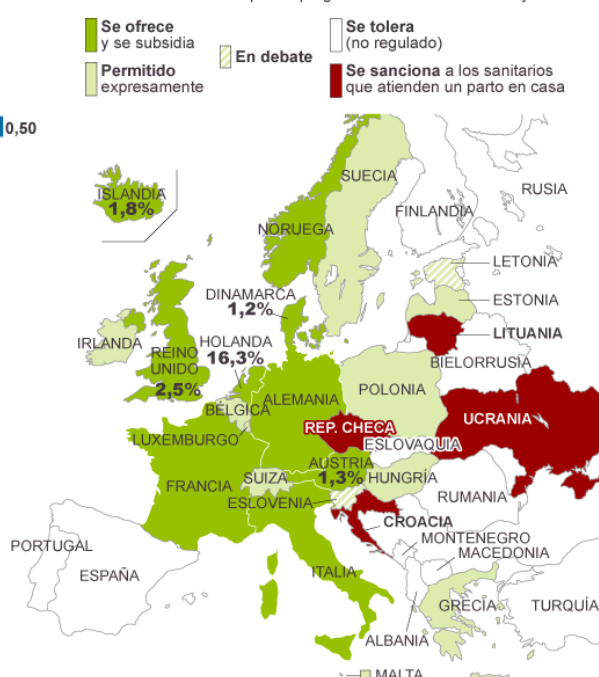 Se ofrece
y se subsidia
Permitido
expresamente
En debate
Se tolera
(no regulado)
Se sanciona a los sanitarios
que atienden un parto en casa
0,50
ISLANDIA
1,8%
SUECIA
RUSIA
FINLANDIA
NORUEGA
LETONIA
DINAMARCA
1,2%
ESTONIA
IRLANDA
HOLANDA
16,3%
LITUANIA
REINO
UNIDO
2,5%
BIELORRUSIA
POLONIA
ALEMANIA
BÉLGICA
UCRANIA
REP. CHECA
LUXEMBURGO
ESLOVAQUIA
AUSTRIA
1,3%
SUIZA
HUNGRÍA
FRANCIA
ESLOVENIA
RUMANIA
CROACIA
MONTENEGRO
PORTUGAL
MACEDONIA
ESPAÑA
ITALIA
GRECIA
TURQUÍA
ALBANIA
MALTA